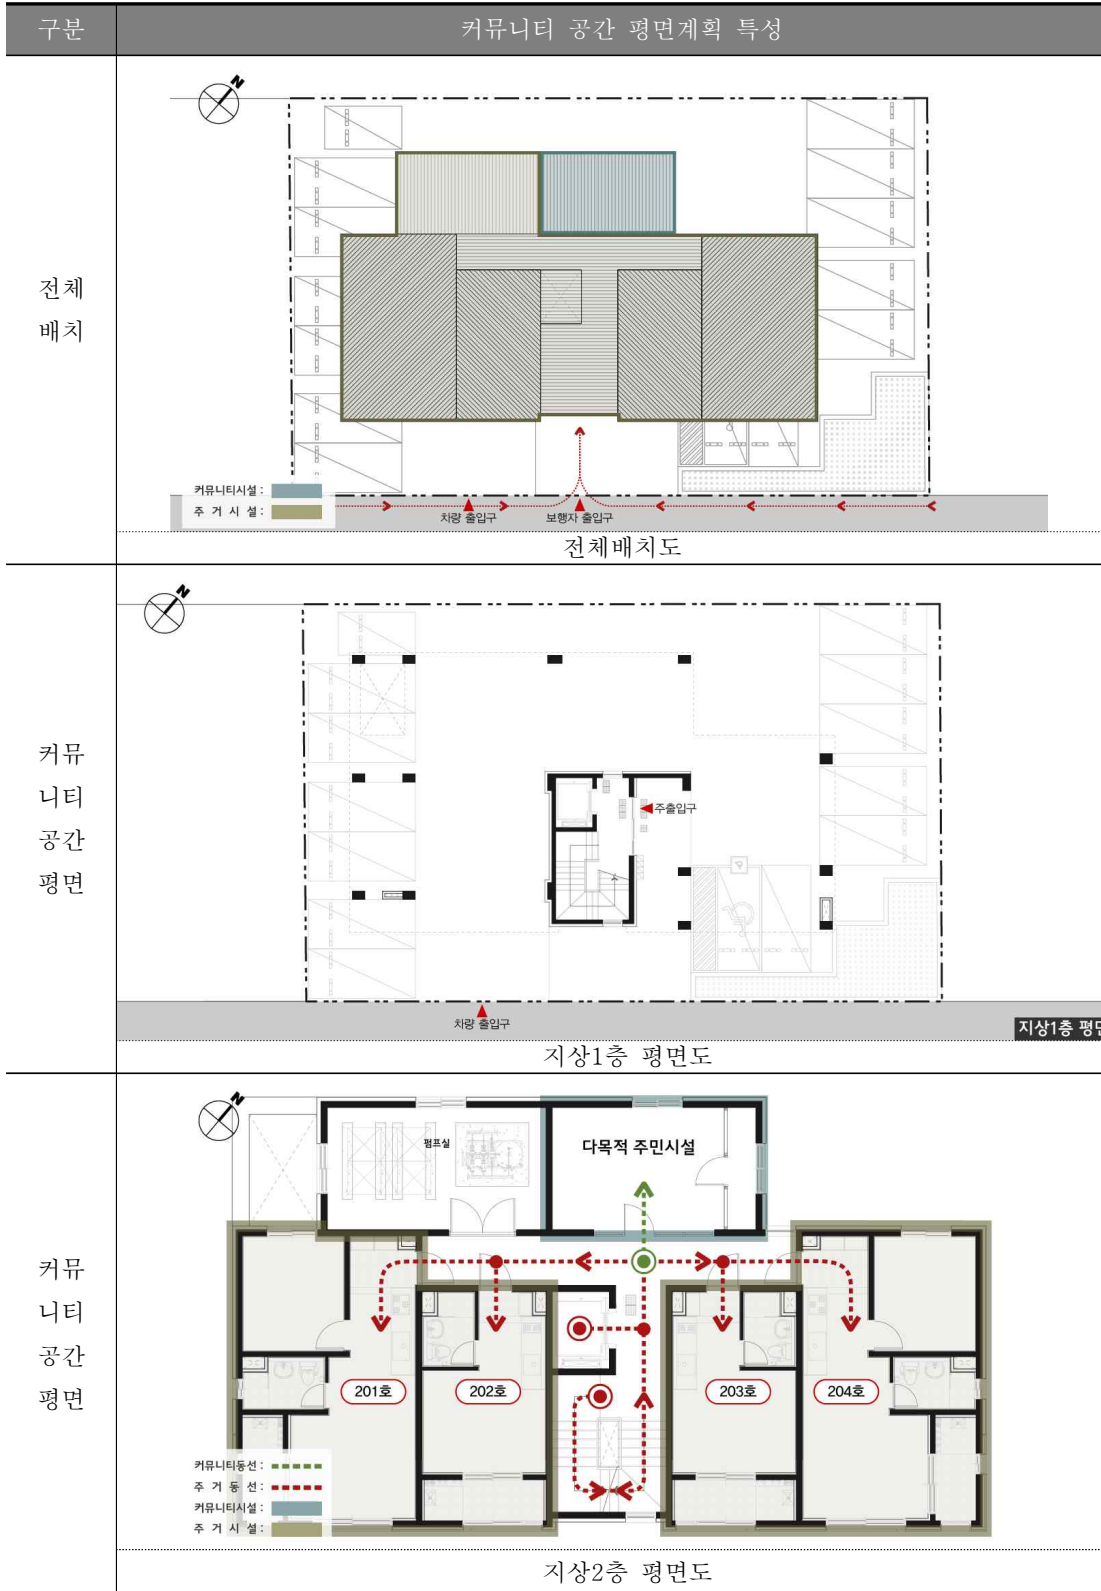 구분
커뮤니티 공간 평면계획 특성
전체
배치
N
커뮤니티시설 :
주 거 시 설 :
차량 출입구
보행자 출입구
전체배치도
커뮤
니티
공간
평면
N
주출입구
차량 출입구
지상1층 평면
지상1층 평면도
커뮤
니티
공간
평면
N
펌프실
다목적 주민시설
201호
202호
203호
204호
커뮤니티동선 :
주 거 동 선 :
커뮤니티시설 :
주 거 시 설 :
지상2층 평면도